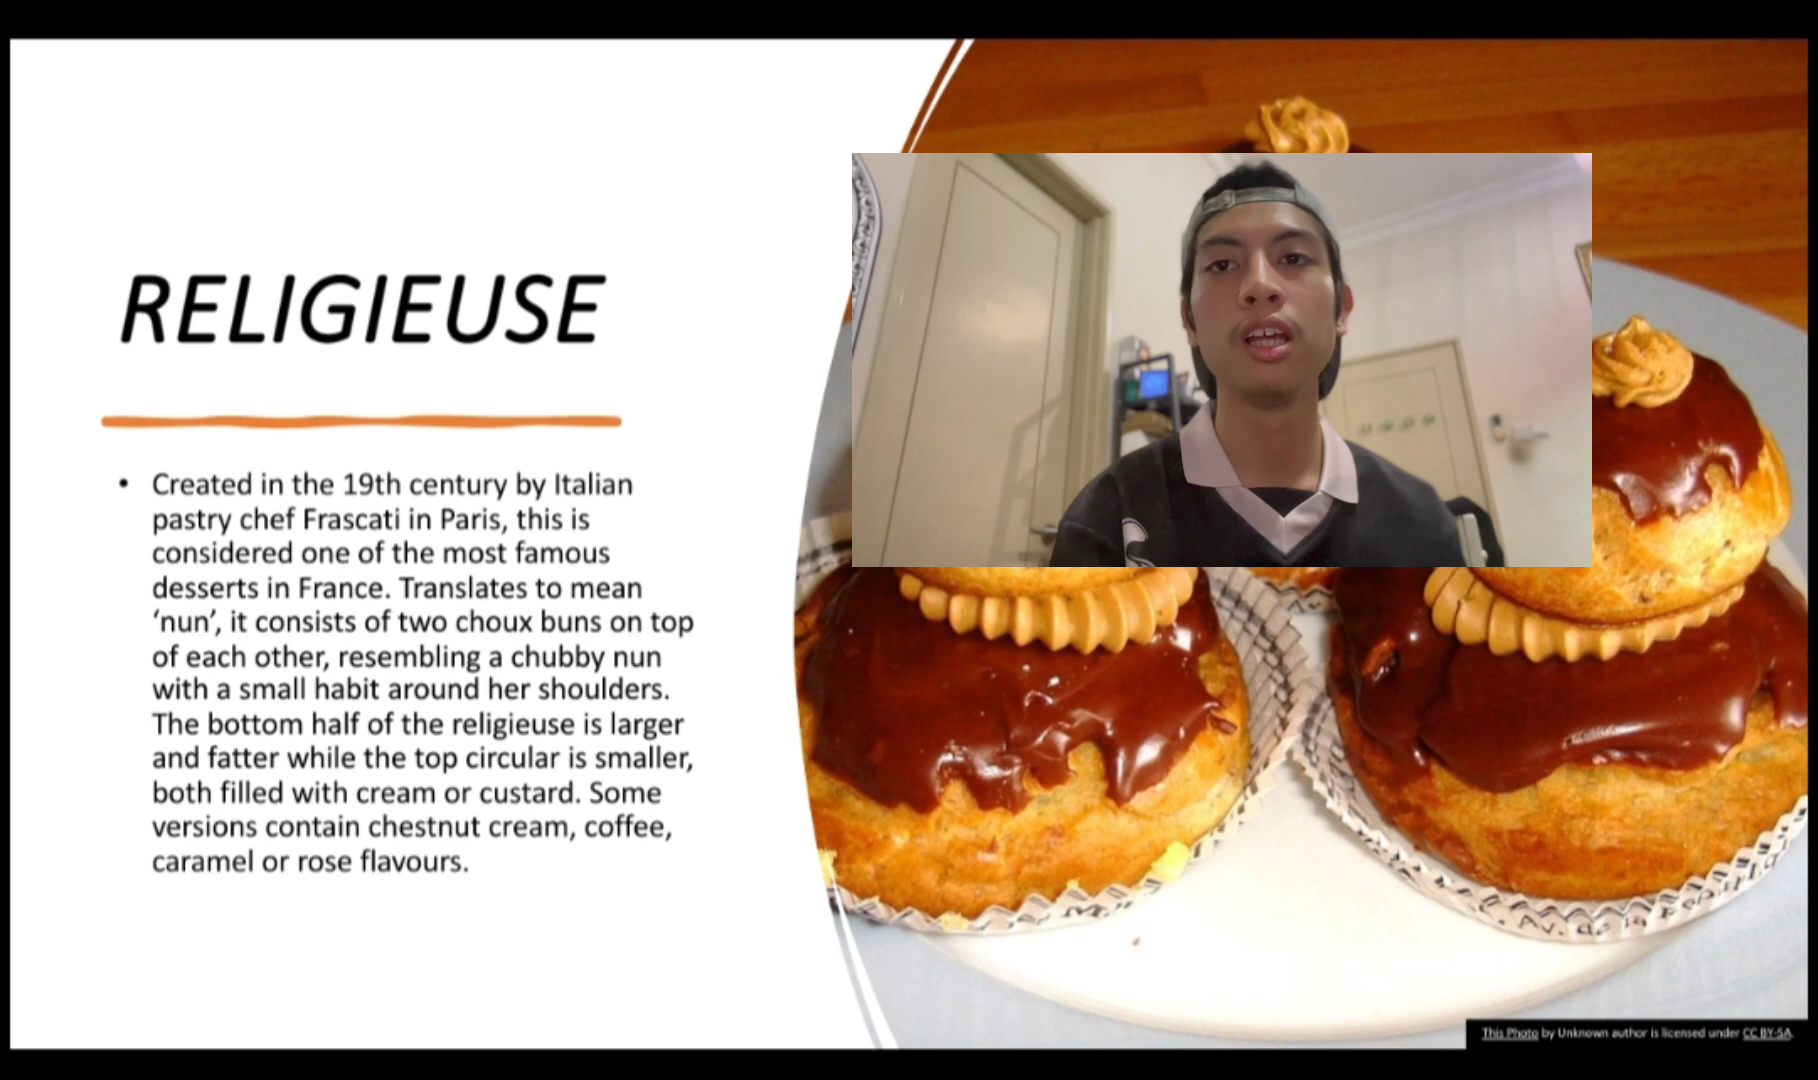 RELIGIEUSE
• Created in the 19th century by Italian
pastry chef Frascati in Paris, this is
considered one of the most famous
desserts in France. Translates to mean
‘nun’, it consists of two choux buns on top
of each other, resembling a chubby nun
with a small habit around her shoulders.
The bottom half of the religieuse is larger
and fatter while the top circular is smaller,
both filled with cream or custard. Some
versions contain chestnut cream, coffee,
caramel or rose flavours.
Av. de la
This Photo by Unknown author is licensed under CC BY-SA.